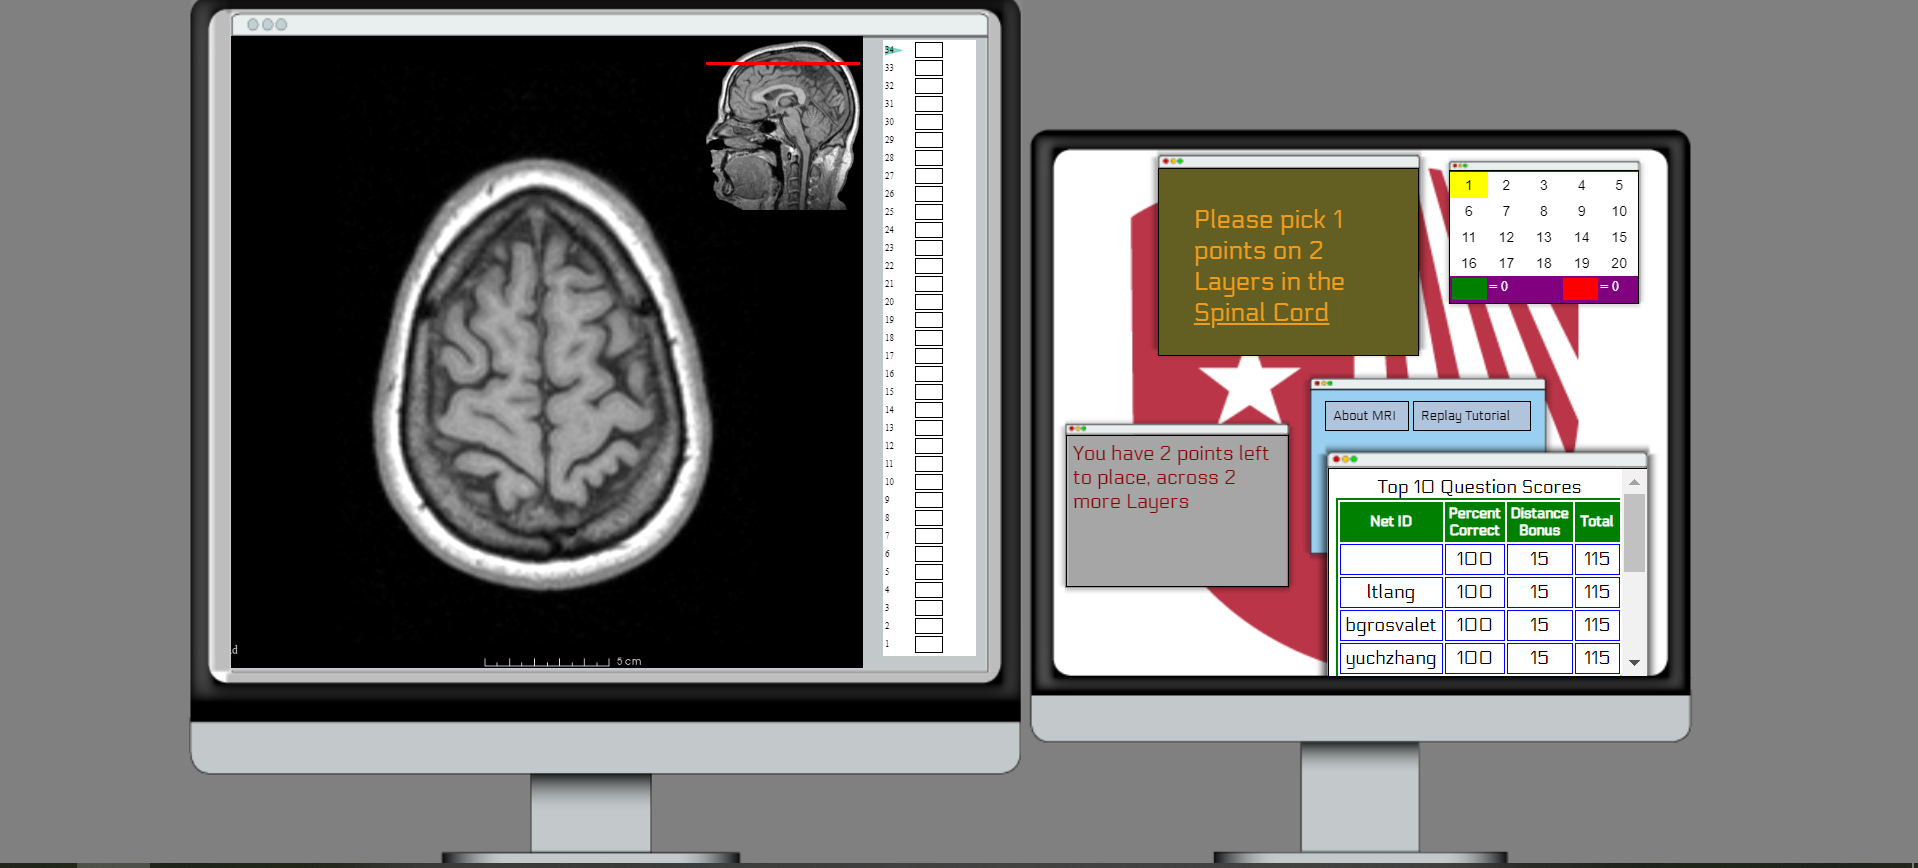 34
33
32
31
30
29
28
27
26
25
24
23
22
21
20
19
18
17
16
15
14
13
12
11
10
9
8
7
6
5
4
3
2
1
d
5 cm
Please pick 1
points on 2
Layers in the
Spinal Cord
1 2 3 4 5
6 7 8 9 10
11 12 13 14 15
16 17 18 19 20
= 0 = 0
About MRI Replay Tutorial
You have 2 points left
to place, across 2
more Layers
Top 10 Question Scores
Net ID Percent Correct Distance Bonus Total
100 15 115
ltlang 100 15 115
bgrosvalet 100 15 115
yuchzhang 100 15 115